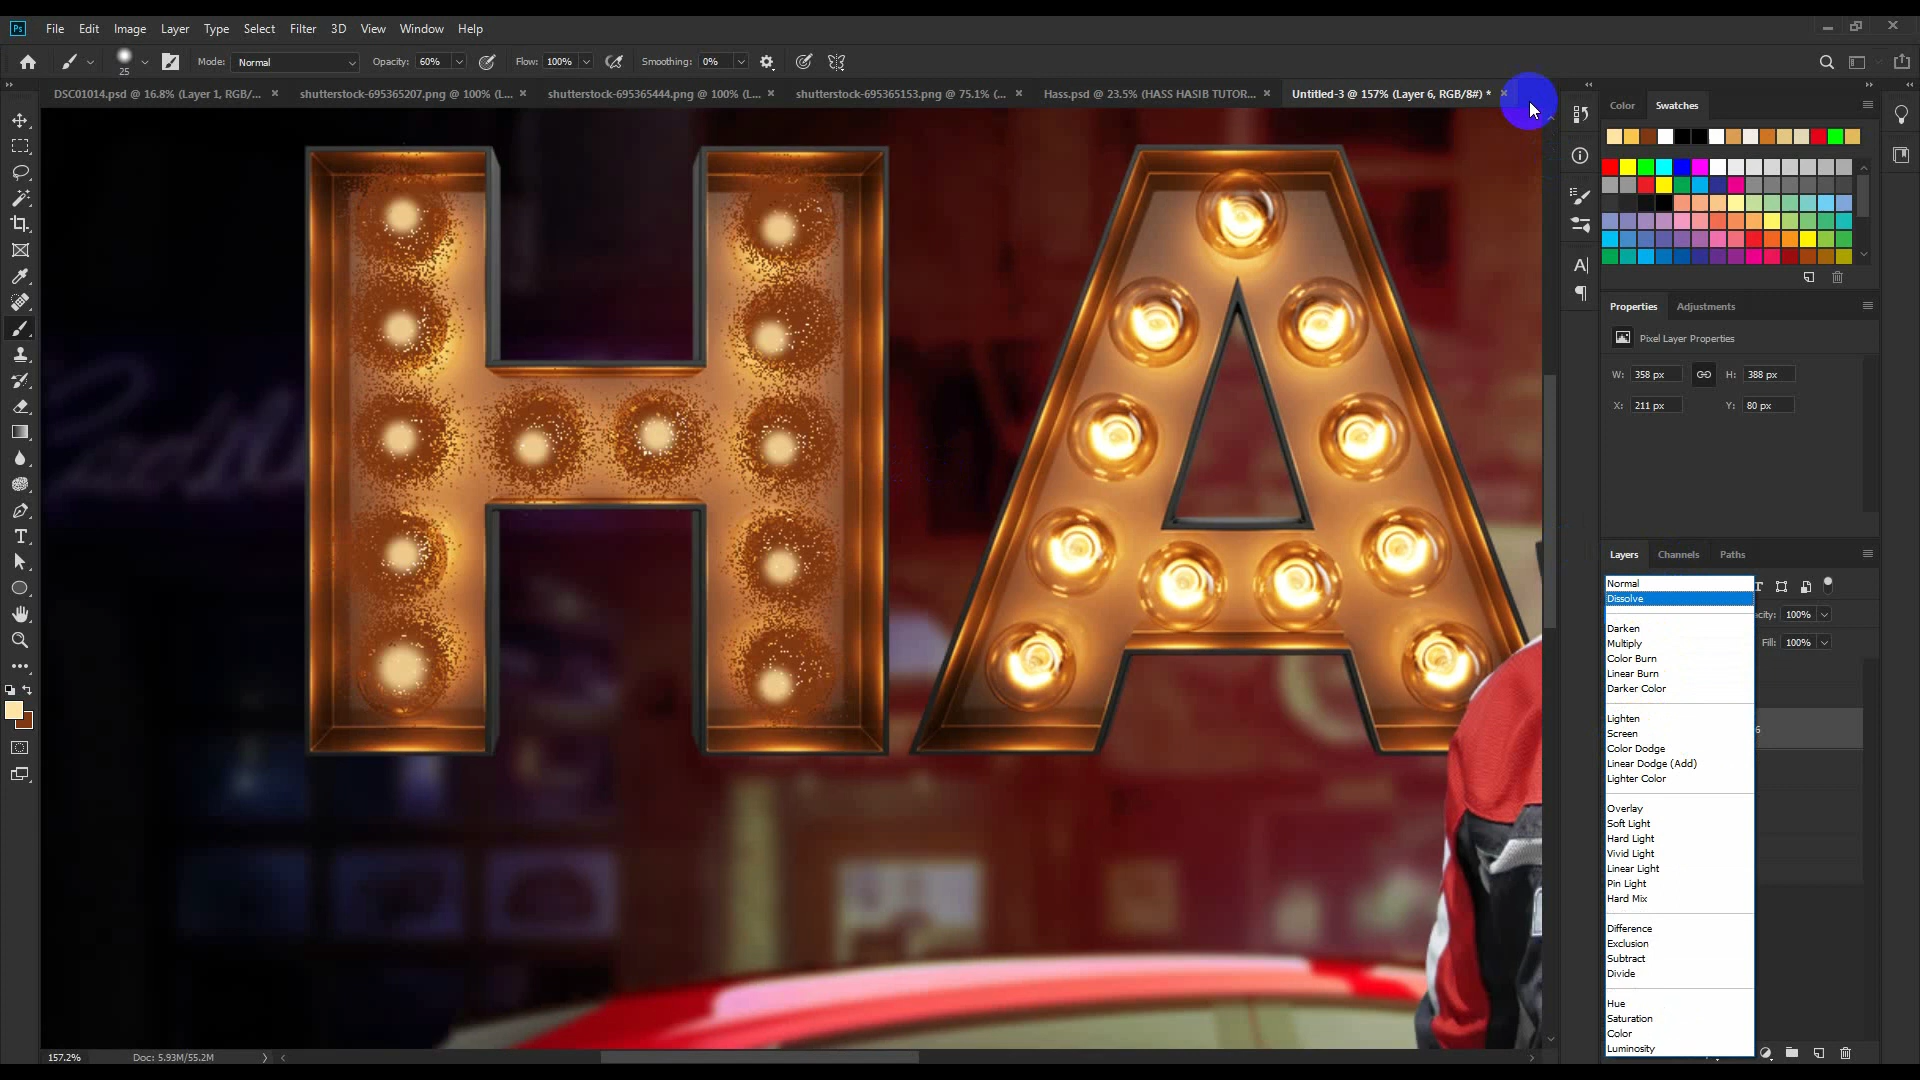 Ps File Edit Image Layer Type Select Filter 3D View Window Help
25 Mode: Normal Opacity: 60% Flow: 100% Smoothing: 0%
DSC01014.psd @ 16.8% (Layer 1, RGB/... shutterstock-695365207.png @ 100% (L... shutterstock-695365444.png @ 100% (L... shutterstock-695365153.png @ 75.1% (... Hass.psd @ 23.5% (HASS HASIB TUTOR... Untitled-3 @ 157% (Layer 6, RGB/8#) *
Color Swatches
HA
Properties Adjustments
Pixel Layer Properties
W: 358 px H: 388 px
X: 211 px Y: 80 px
Layers Channels Paths
Normal
Dissolve
acity: 100%
Darken
Multiply
Fill: 100%
Color Burn
Linear Burn
Darker Color
Lighten
Screen
6
Color Dodge
Linear Dodge (Add)
Lighter Color
Overlay
Soft Light
Hard Light
Vivid Light
Linear Light
Pin Light
Hard Mix
Difference
Exclusion
Subtract
Divide
Hue
Saturation
Color
Luminosity
157.2% Doc: 5.93M/55.2M